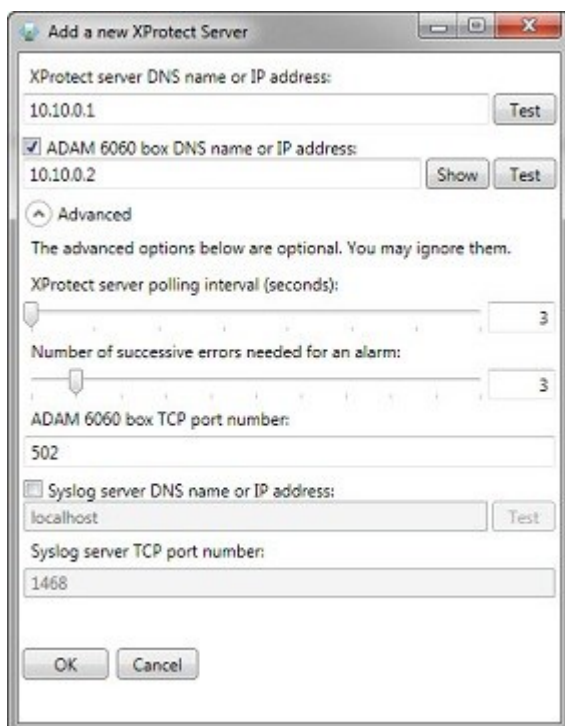 Add a new XProtect Server
XProtect server DNS name or IP address:
10.10.0.1 Test
ADAM 6060 box DNS name or IP address:
10.10.0.2 Show Test
Advanced
The advanced options below are optional. You may ignore them.
XProtect server polling interval (seconds):
3
Number of successive errors needed for an alarm:
3
ADAM 6060 box TCP port number:
502
Syslog server DNS name or IP address:
localhost Test
Syslog server TCP port number:
1468
OK Cancel